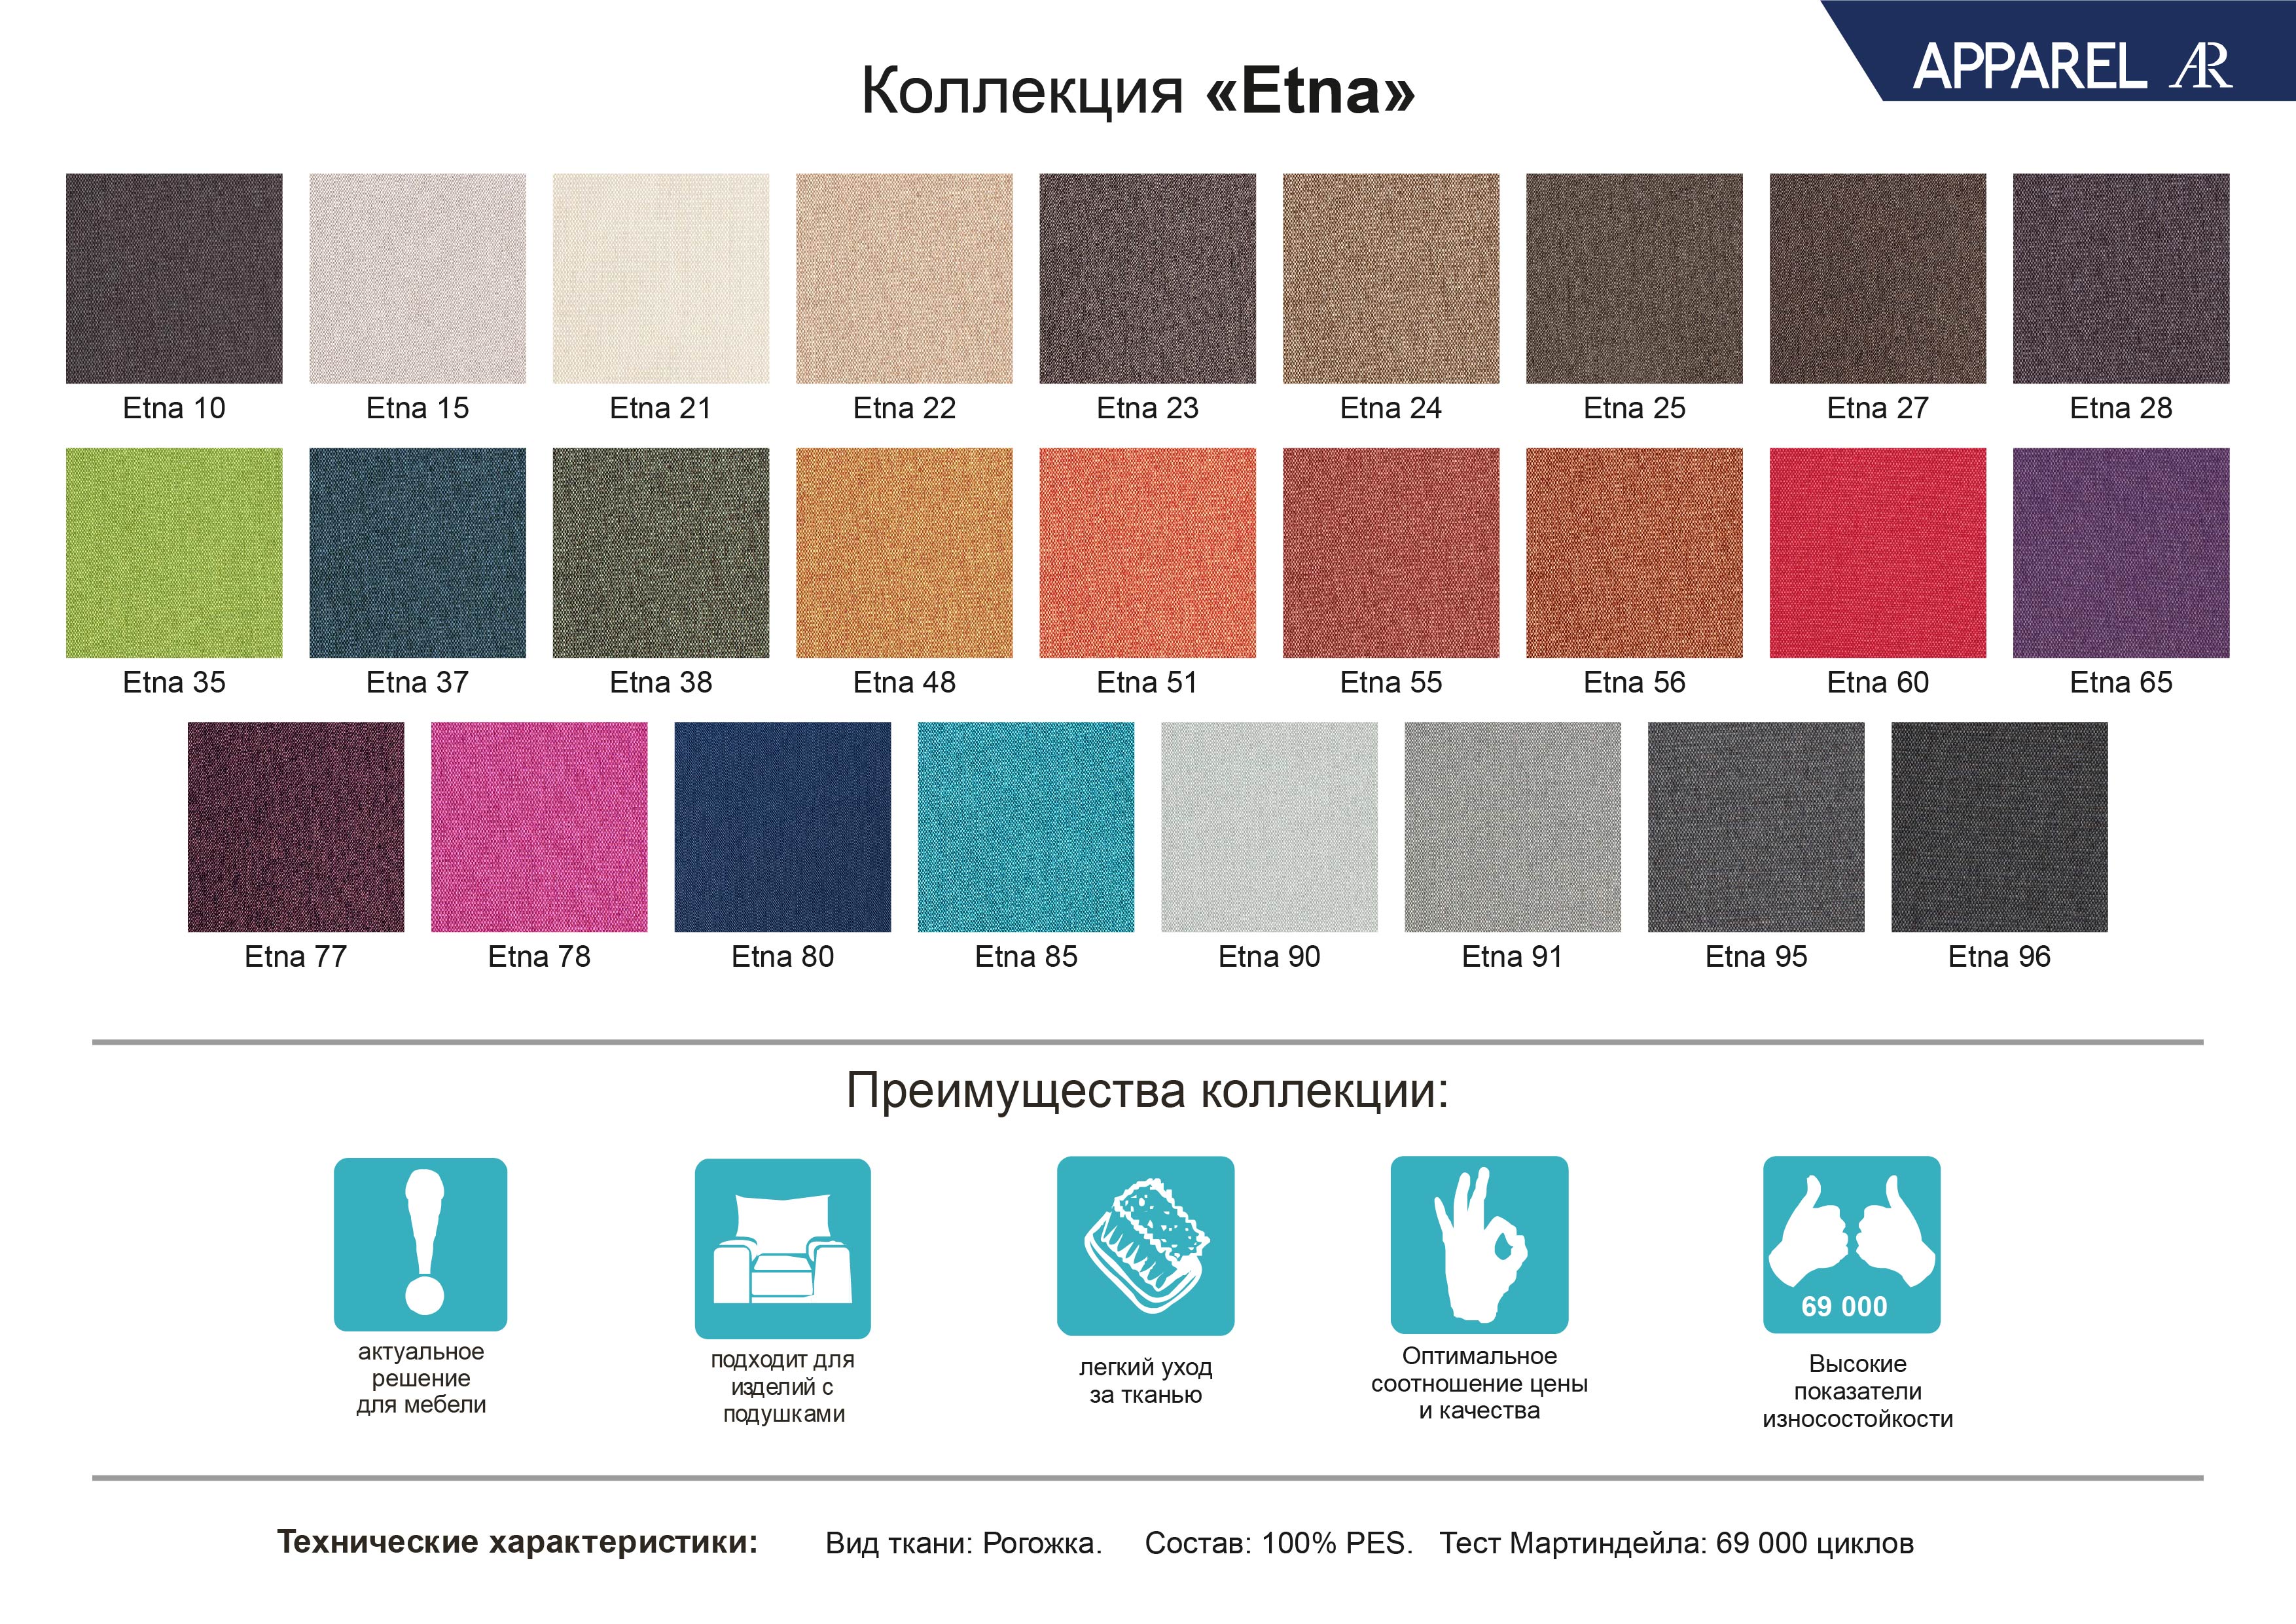 APPAREL AR
Коллекция «Etna»
Etna 10 Etna 15 Etna 21 Etna 22 Etna 23 Etna 24 Etna 25 Etna 27 Etna 28
Etna 35 Etna 37 Etna 38 Etna 48 Etna 51 Etna 55 Etna 56 Etna 60 Etna 65
Etna 77 Etna 78 Etna 80 Etna 85 Etna 90 Etna 91 Etna 95 Etna 96
Преимущества коллекции:
актуальное
решение
для мебели
подходит для
изделий с
подушками
легкий уход
за тканью
Оптимальное
соотношение цены
и качества
69 000
Высокие
показатели
износостойкости
Технические характеристики: Вид ткани: Рогожка. Состав: 100% PES. Тест Мартиндейла: 69 000 циклов